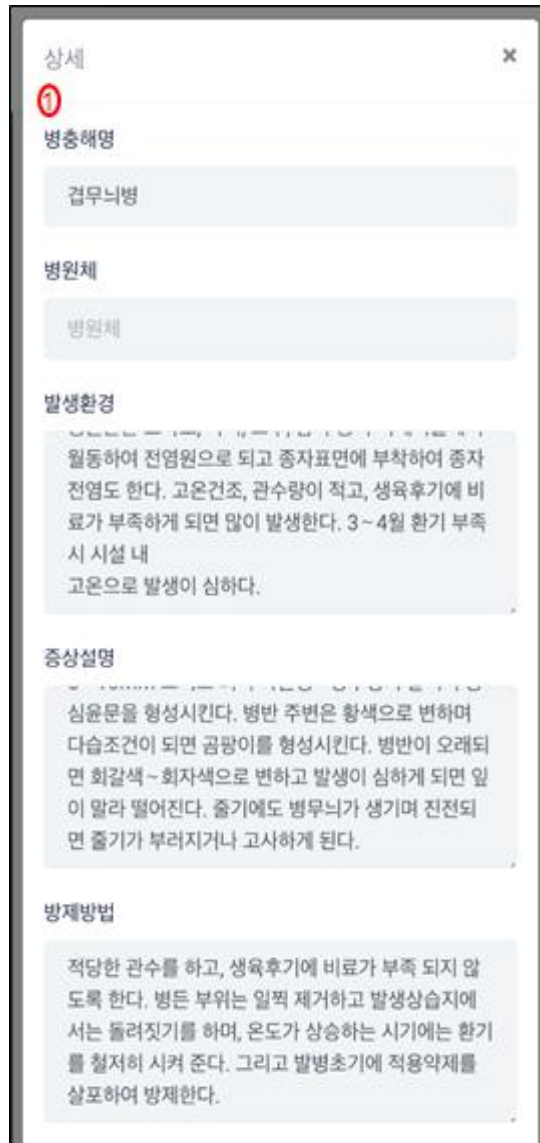 상세
×
1
병충해명
겹무늬병
병원체
병원체
발생환경
월동하여 전염원으로 되고 종자표면에 부착하여 종자
전염도 한다. 고온건조, 관수량이 적고, 생육후기에 비
료가 부족하게 되면 많이 발생한다. 3~4월 환기 부족
시 시설 내
고온으로 발생이 심하다.
증상설명
심윤문을 형성시킨다. 병반 주변은 황색으로 변하며
다습조건이 되면 곰팡이를 형성시킨다. 병반이 오래되
면 회갈색~회자색으로 변하고 발생이 심하게 되면 잎
이 말라 떨어진다. 줄기에도 병무늬가 생기며 진전되
면 줄기가 부러지거나 고사하게 된다.
방제방법
적당한 관수를 하고, 생육후기에 비료가 부족 되지 않
도록 한다. 병든 부위는 일찍 제거하고 발생상습지에
서는 돌려짓기를 하며, 온도가 상승하는 시기에는 환기
를 철저히 시켜 준다. 그리고 발병초기에 적용약제를
살포하여 방제한다.